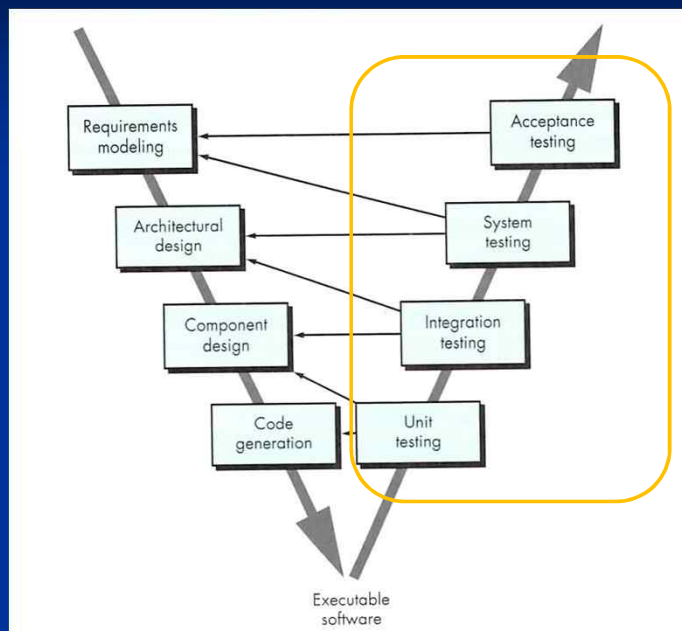 Requirements
modeling
Acceptance
testing
Architectural
design
System
testing
Component
design
Integration
testing
Code
generation
Unit
testing
Executable
software